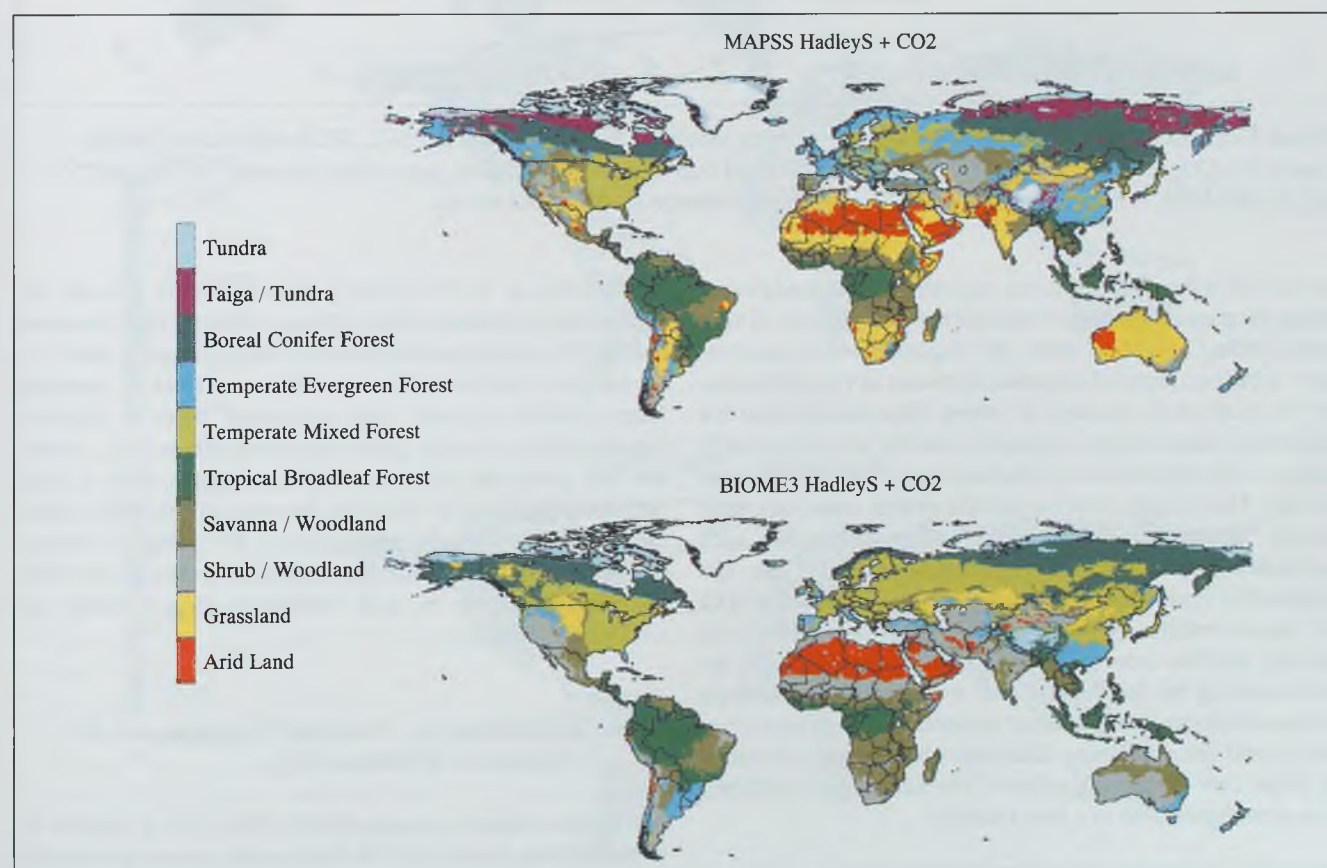 MAPSS HadleyS + CO2
Tundra
Taiga / Tundra
Boreal Conifer Forest
Temperate Evergreen Forest
Temperate Mixed Forest
Tropical Broadleaf Forest
Savanna / Woodland
Shrub / Woodland
Grassland
Arid Land
BIOME3 HadleyS + CO2